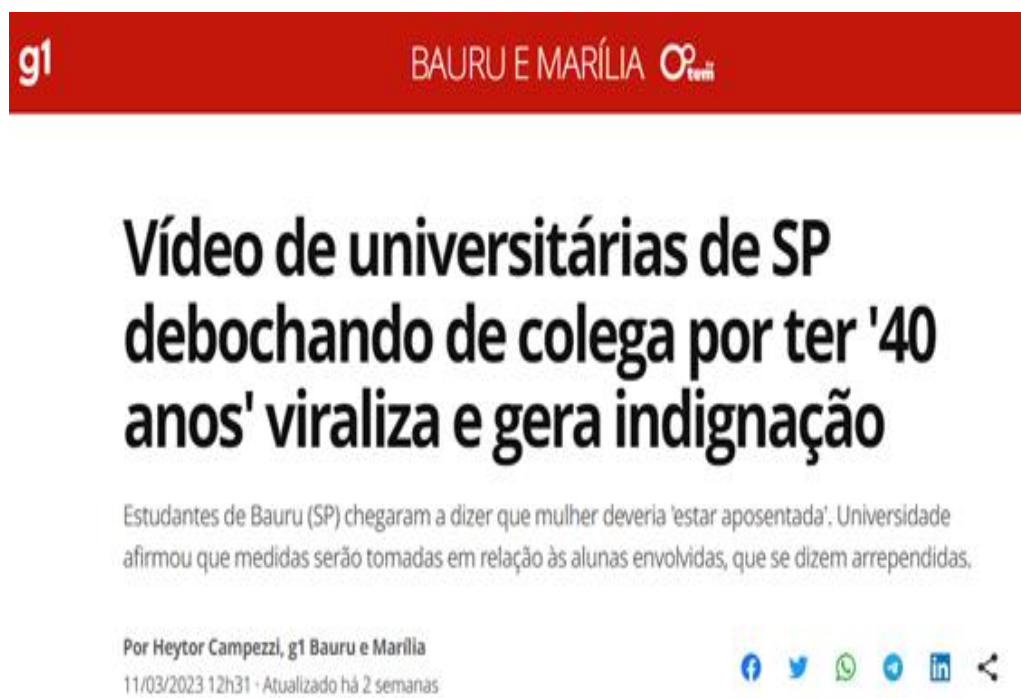 g1
BAURU E MARÍLIA tem
Vídeo de universitárias de SP
debochando de colega por ter '40
anos' viraliza e gera indignação
Estudantes de Bauru (SP) chegaram a dizer que mulher deveria 'estar aposentada'. Universidade
afirmou que medidas serão tomadas em relação às alunas envolvidas, que se dizem arrependidas.
Por Heytor Campezzi, g1 Bauru e Marília
11/03/2023 12h31 · Atualizado há 2 semanas